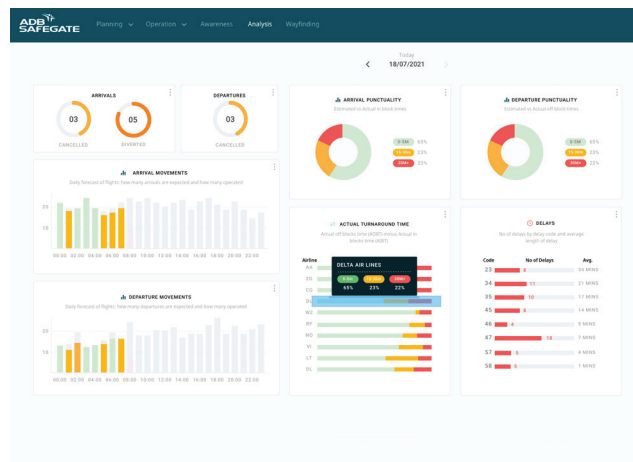 ADB
SAFEGATE
Planning Operation Awareness Analysis Wayfinding
Today
18/07/2021
ARRIVALS
03
05
CANCELLED
DIVERTED
DEPARTURES
03
CANCELLED
ARRIVAL PUNCTUALITY
Estimated vs Actual in block times
0-5M 65%
15-30M 23%
30M+ 22%
DEPARTURE PUNCTUALITY
Estimated vs Actual off block times
0-5M 65%
15-30M 23%
30M+ 22%
ARRIVAL MOVEMENTS
Daily forecast of flights: how many arrivals are expected and how many operated
20
10
00:00 02:00 04:00 06:00 08:00 10:00 12:00 14:00 16:00 18:00 20:00 22:00
DEPARTURE MOVEMENTS
Daily forecast of flights: how many departures are expected and how many operated
20
10
00:00 02:00 04:00 06:00 08:00 10:00 12:00 14:00 16:00 18:00 20:00 22:00
ACTUAL TURNAROUND TIME
Actual off blocks time (AOBT) minus Actual in
blocks time (AIBT)
Airline
AA
DL
VI
LT
DL
DELTA AIR LINES
65% 23% 22%
DELAYS
No of delays by delay code and average
length of delay
Code No of Delays Avg.
23 8 34 MINS
34 11 21 MINS
35 10 17 MINS
45 8 14 MINS
46 4 9 MINS
47 18 7 MINS
57 5 4 MINS
58 5 1 MINS